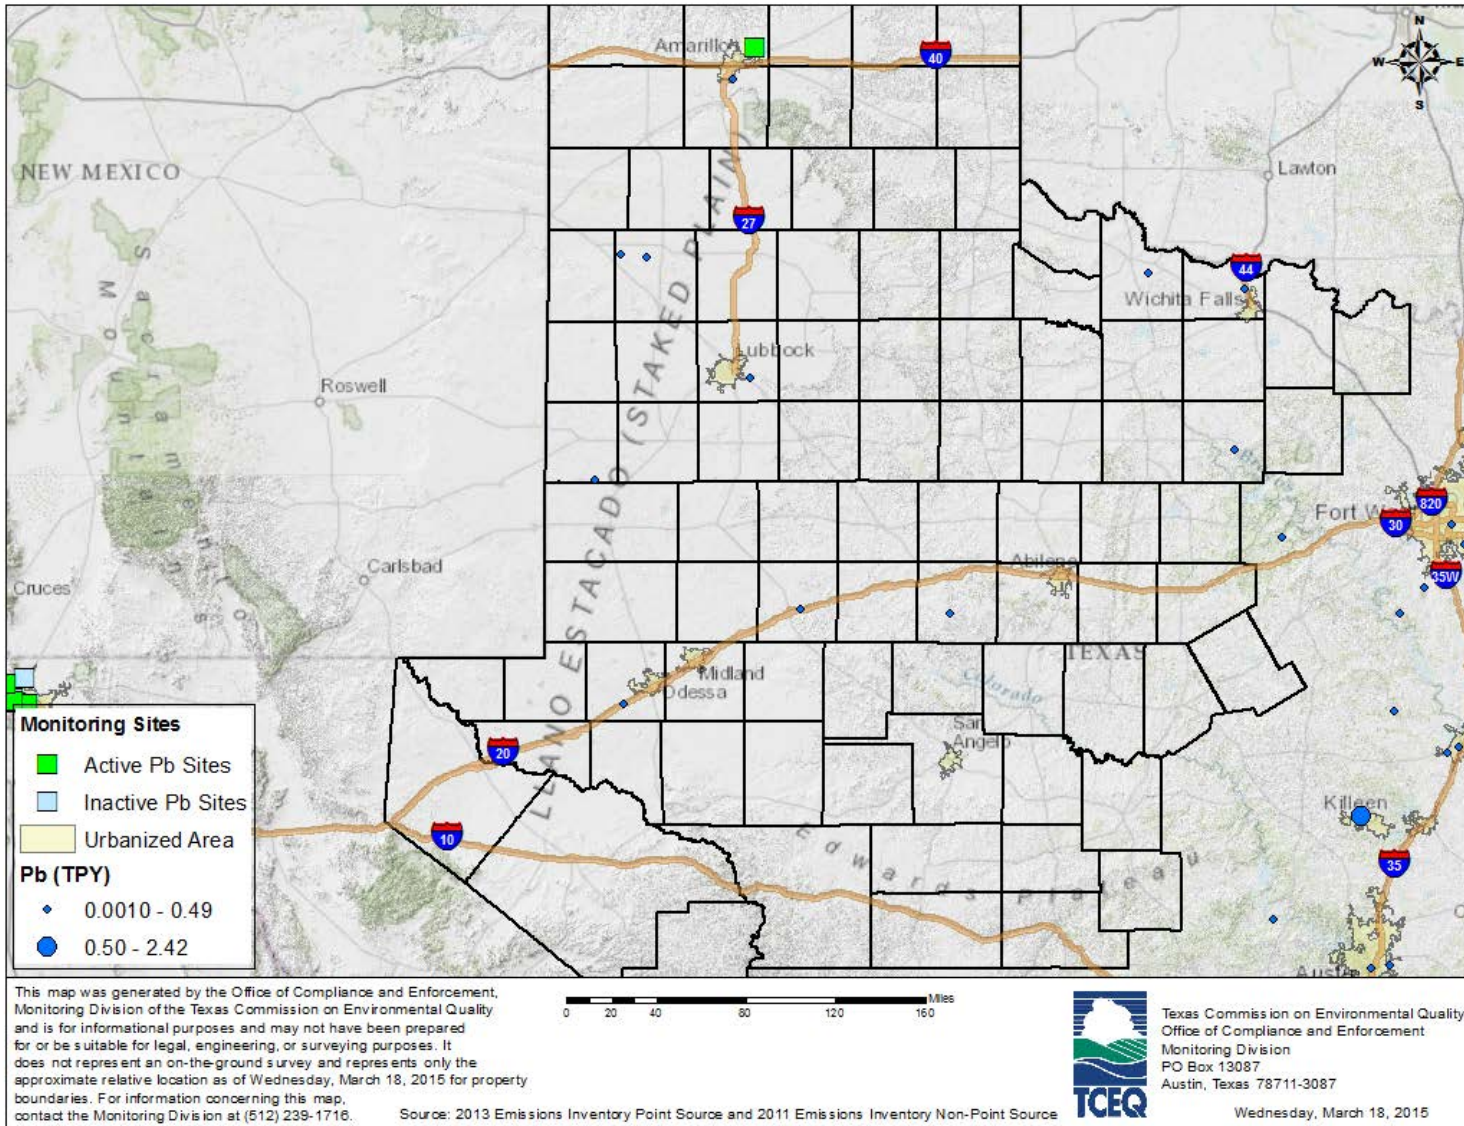 N
W E
S
Amarillo
40
NEW MEXICO
Lawton
LLANO ESTACADO (STAKED PLAIN)
27
44
Wichita Falls
Sacramento
Mountains
Lubbock
Roswell
820
Fort W
30
Carlsbad
Abilene
35W
Cruces
TEXAS
Midland
Odessa
Colorado
San
Angelo
20
Killeen
10
Edwards Plateau
35
Austin
Monitoring Sites
Active Pb Sites
Inactive Pb Sites
Urbanized Area
Pb (TPY)
0.0010 - 0.49
0.50 - 2.42
This map was generated by the Office of Compliance and Enforcement,
Monitoring Division of the Texas Commission on Environmental Quality
and is for informational purposes and may not have been prepared
for or be suitable for legal, engineering, or surveying purposes. It
does not represent an on-the-ground survey and represents only the
approximate relative location as of Wednesday, March 18, 2015 for property
boundaries. For information concerning this map,
contact the Monitoring Division at (512) 239-1716.
Miles
0 20 40 80 120 160
Source: 2013 Emissions Inventory Point Source and 2011 Emissions Inventory Non-Point Source
TCEQ
Texas Commission on Environmental Quality
Office of Compliance and Enforcement
Monitoring Division
PO Box 13087
Austin, Texas 78711-3087
Wednesday, March 18, 2015